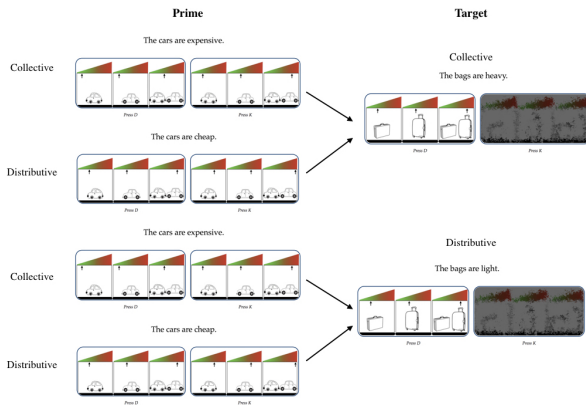 Prime
Target
The cars are expensive.
Collective
Press D
Press K
The cars are cheap.
Distributive
Press D
Press K
Collective
The bags are heavy.
Press D
Press K
The cars are expensive.
Collective
Press D
Press K
The cars are cheap.
Distributive
Press D
Press K
Distributive
The bags are light.
Press D
Press K